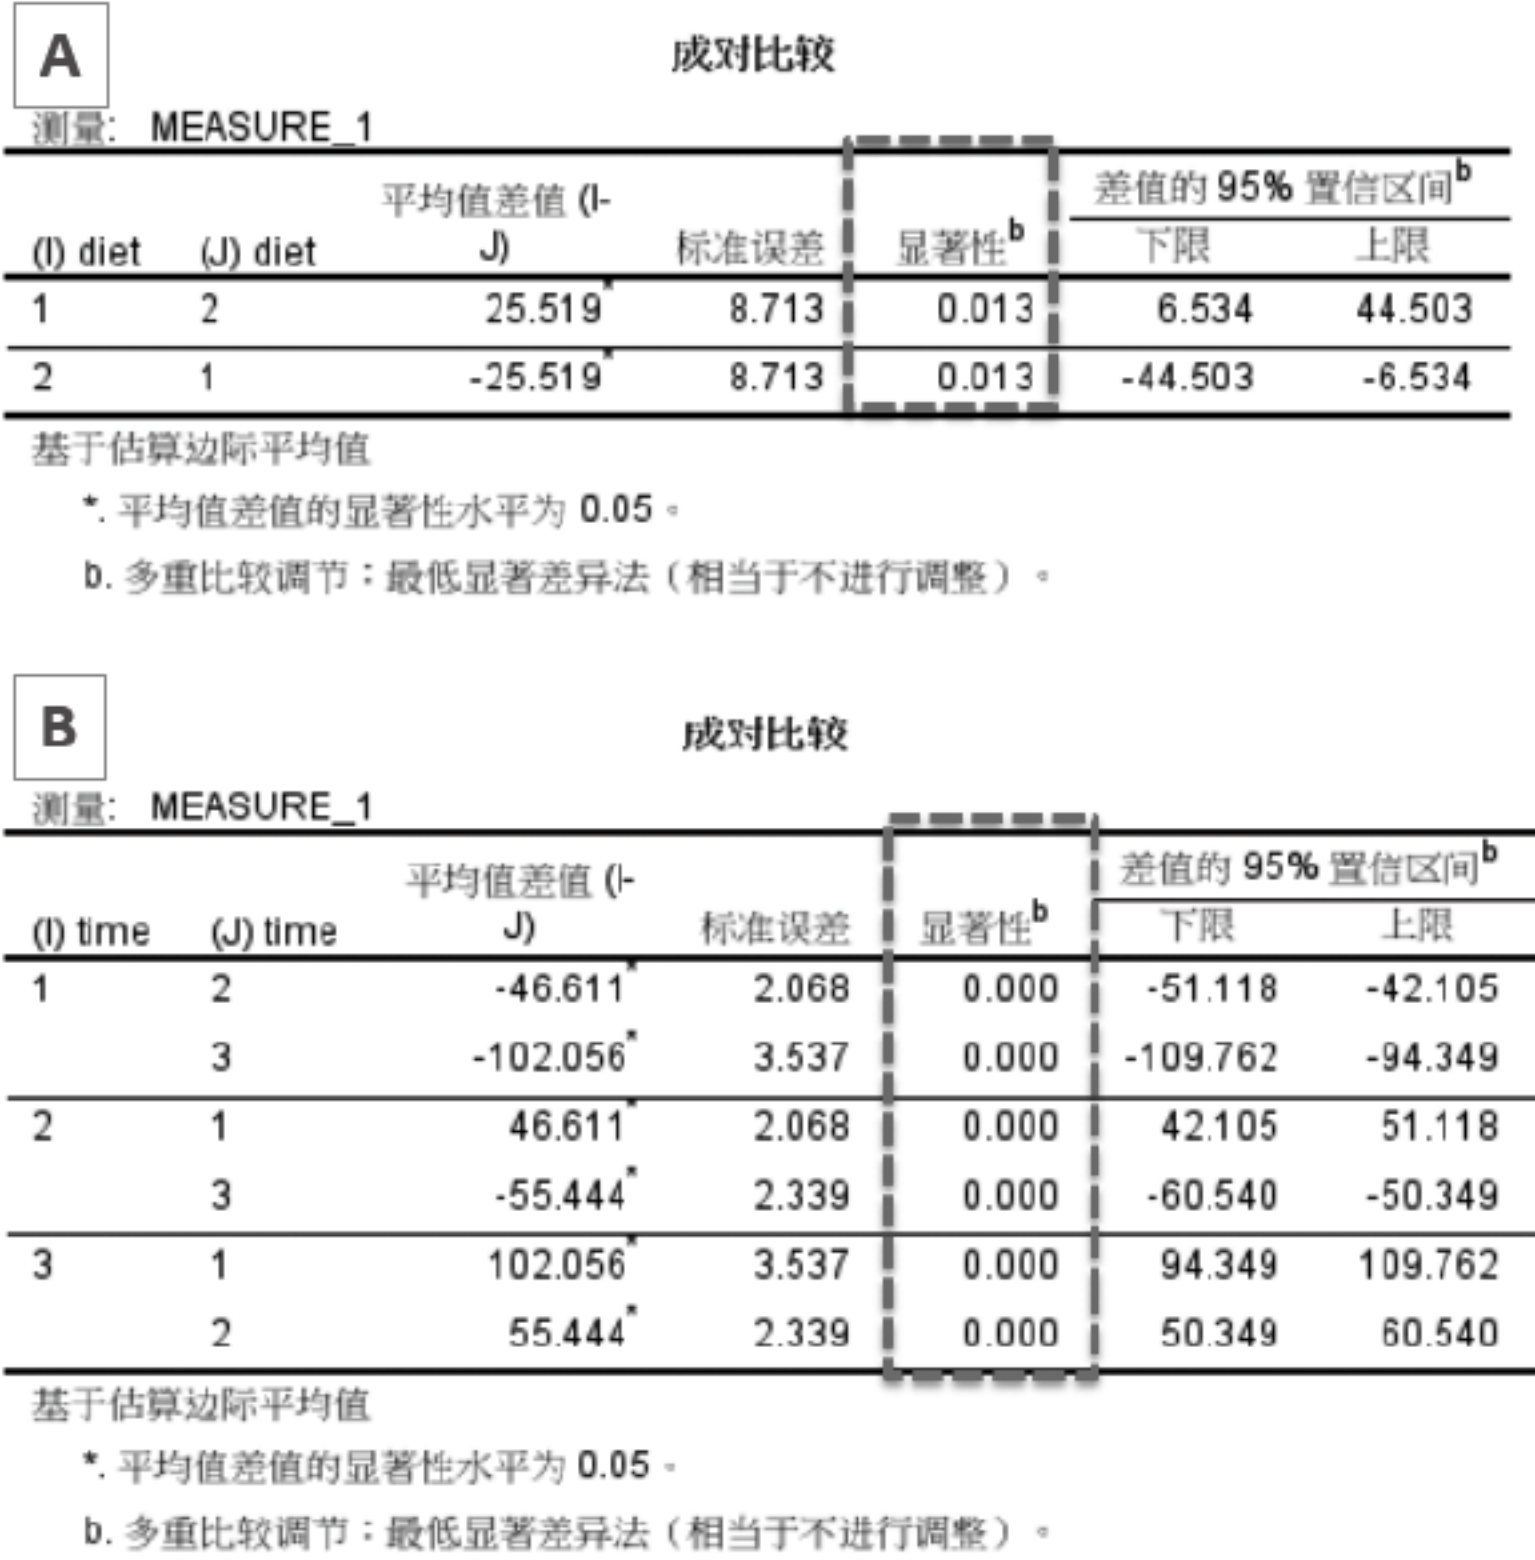 A
成对比较
测量: MEASURE_1
(I) diet (J) diet 平均值差值 (I-J) 标准误差 显著性b 差值的 95% 置信区间b
下限 上限
1 2 25.519* 8.713 0.013 6.534 44.503
2 1 -25.519* 8.713 0.013 -44.503 -6.534
基于估算边际平均值
*. 平均值差值的显著性水平为 0.05。
b. 多重比较调节：最低显著差异法（相当于不进行调整）。
B
成对比较
测量: MEASURE_1
(I) time (J) time 平均值差值 (I-J) 标准误差 显著性b 差值的 95% 置信区间b
下限 上限
1 2 -46.611* 2.068 0.000 -51.118 -42.105
3 -102.056* 3.537 0.000 -109.762 -94.349
2 1 46.611* 2.068 0.000 42.105 51.118
3 -55.444* 2.339 0.000 -60.540 -50.349
3 1 102.056* 3.537 0.000 94.349 109.762
2 55.444* 2.339 0.000 50.349 60.540
基于估算边际平均值
*. 平均值差值的显著性水平为 0.05。
b. 多重比较调节：最低显著差异法（相当于不进行调整）。